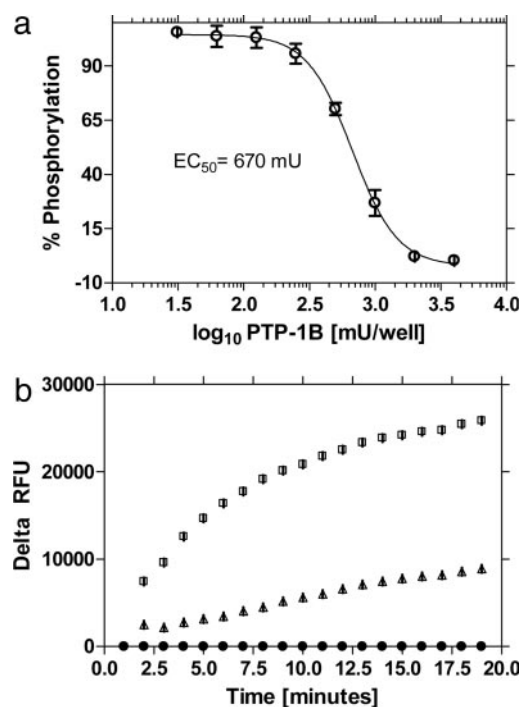 a
90
65
40
15
-10
% Phosphorylation
EC50= 670 mU
1.0 1.5 2.0 2.5 3.0 3.5 4.0
log10 PTP-1B [mU/well]
b
30000
20000
10000
0
Delta RFU
0.0 2.5 5.0 7.5 10.0 12.5 15.0 17.5 20.0
Time [minutes]